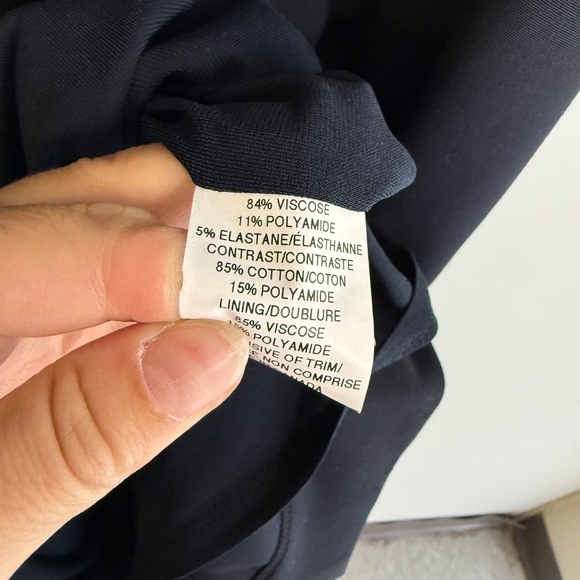 84% VISCOSE
11% POLYAMIDE
5% ELASTANE/ÉLASTHANNE
CONTRAST/CONTRASTE
85% COTTON/COTON
15% POLYAMIDE
LINING/DOUBLURE
85% VISCOSE
POLYAMIDE
OF TRIM/
NON COMPRISE